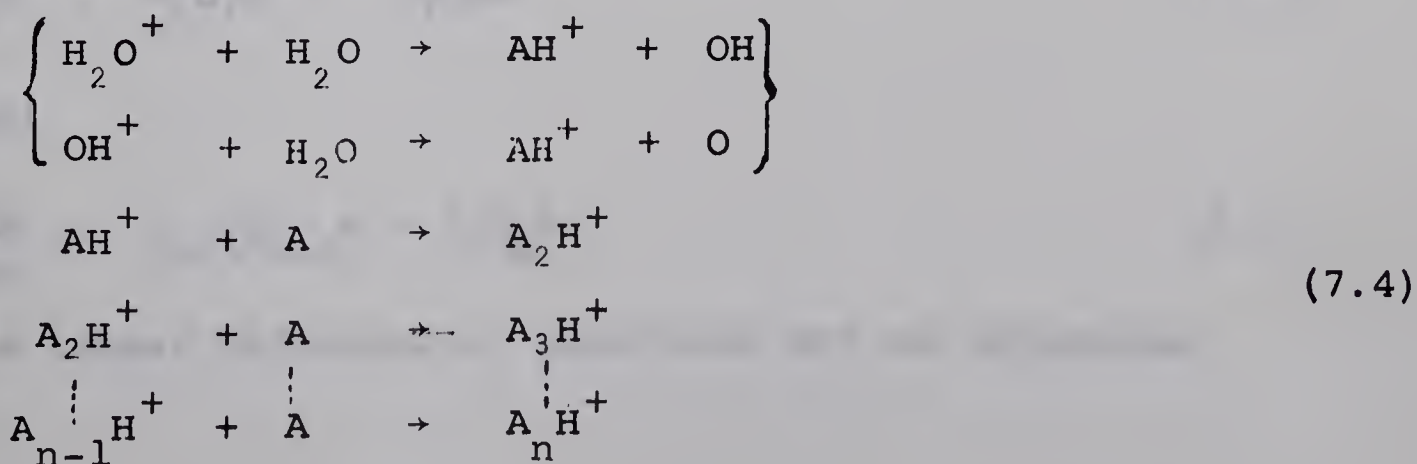 H₂O⁺ + H₂O → AH⁺ + OH
OH⁺ + H₂O → AH⁺ + O
AH⁺ + A → A₂H⁺
(7.4)
A₂H⁺ + A → A₃H⁺
Aₙ₋₁H⁺ + A → AₙH⁺